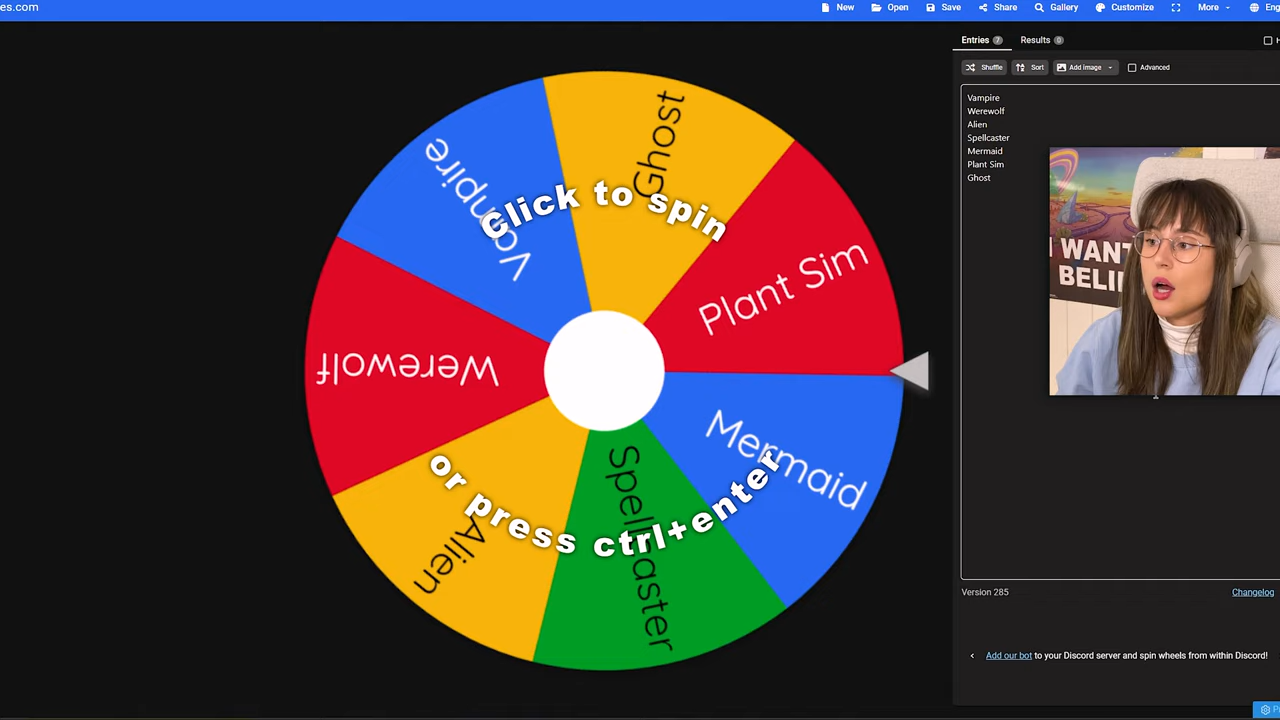 es.com
New Open Save Share Gallery Customize More Eng
Entries 7 Results 0 H
Shuffle Sort Add image Advanced
Vampire
Werewolf
Alien
Spellcaster
Mermaid
Plant Sim
Ghost
Ghost
Vampire
click to spin
Plant Sim
Werewolf
Mermaid
Spellcaster
Alien
or press ctrl+enter
I WANT
BELI
Version 285
Changelog
Add our bot to your Discord server and spin wheels from within Discord!